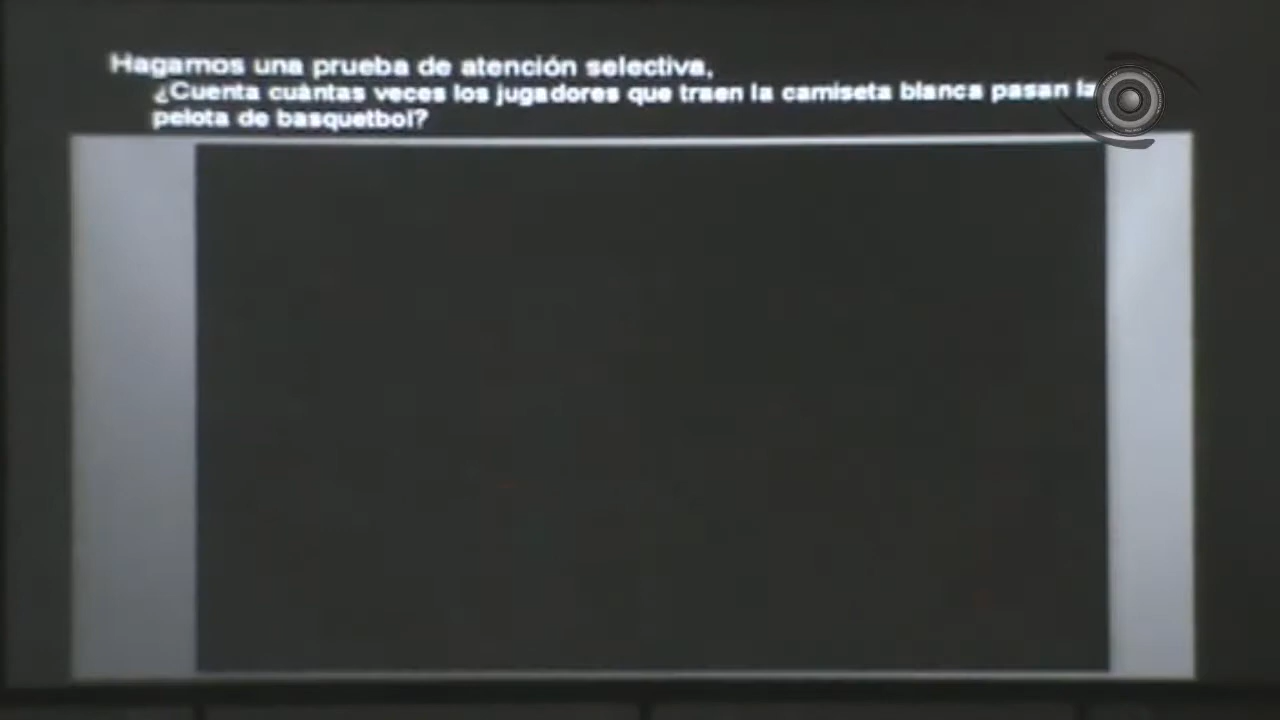 Hagamos una prueba de atención selectiva,
¿Cuenta cuàntas veces los jugadores que traen la camiseta blanca pasan la
pelota de basquetbol?